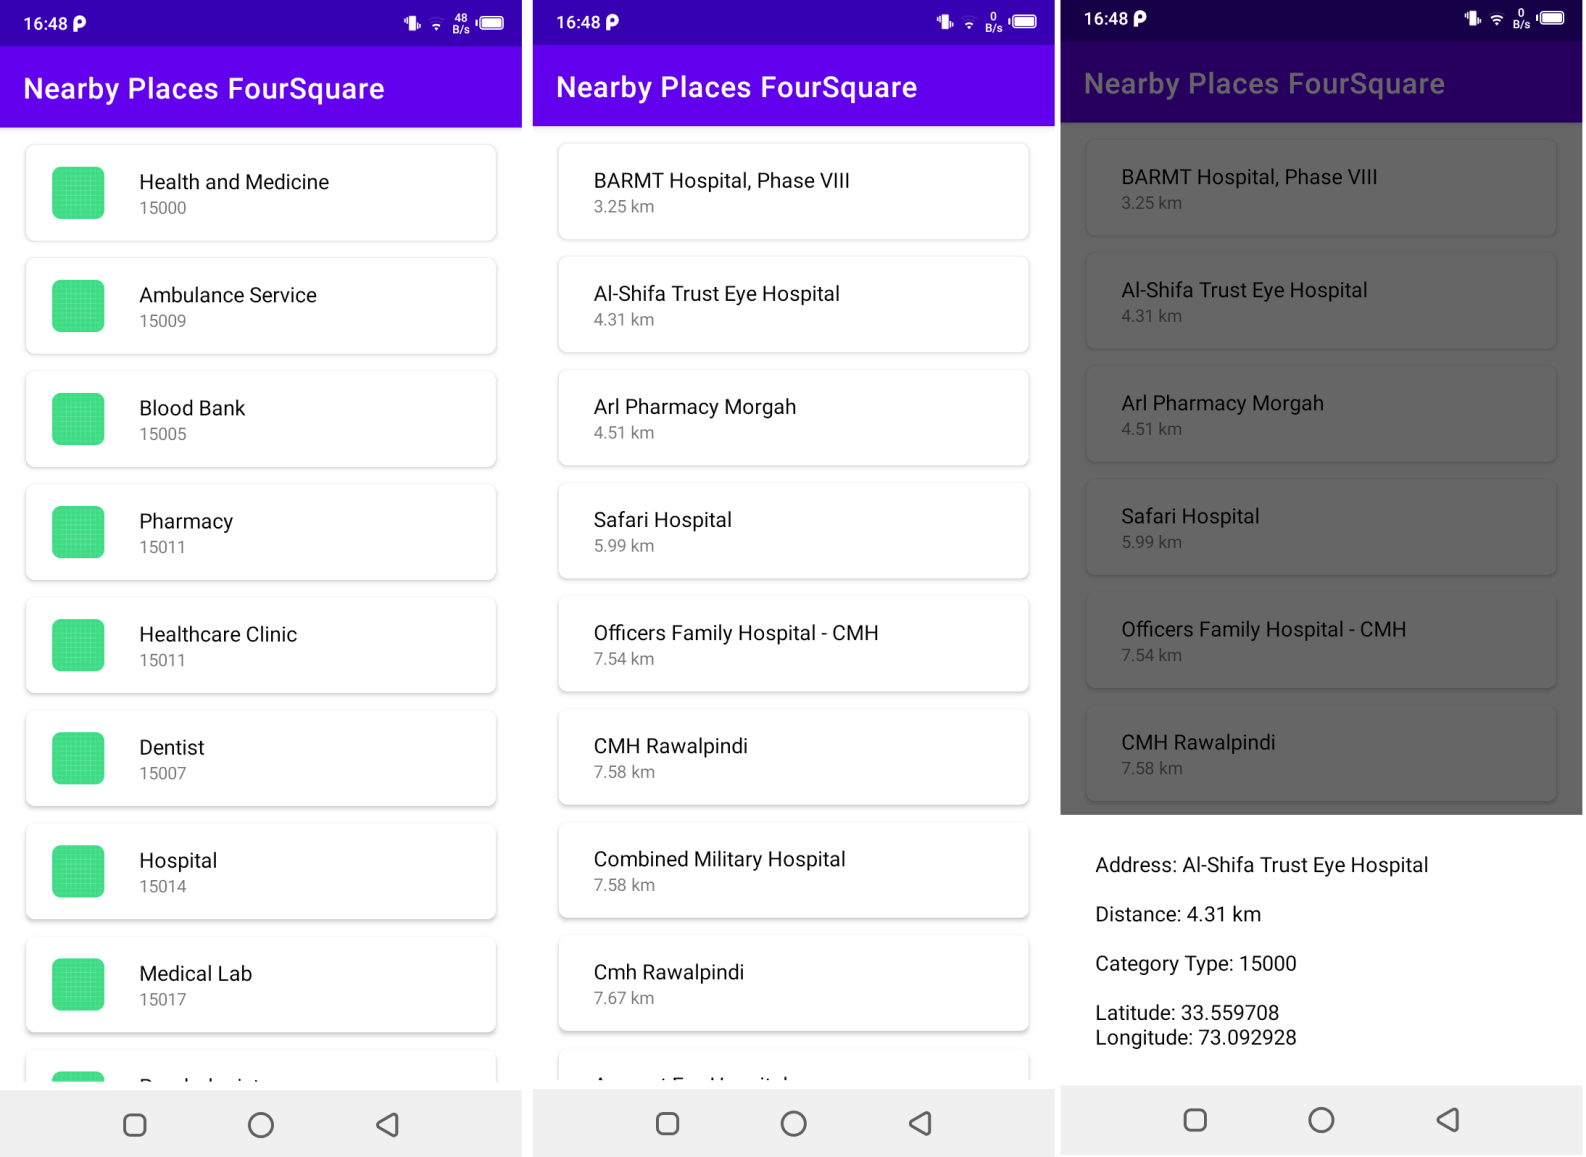 16:48
48
B/s
Nearby Places FourSquare
Health and Medicine
15000
Ambulance Service
15009
Blood Bank
15005
Pharmacy
15011
Healthcare Clinic
15011
Dentist
15007
Hospital
15014
Medical Lab
15017
16:48
0
B/s
Nearby Places FourSquare
BARMT Hospital, Phase VIII
3.25 km
Al-Shifa Trust Eye Hospital
4.31 km
Arl Pharmacy Morgah
4.51 km
Safari Hospital
5.99 km
Officers Family Hospital - CMH
7.54 km
CMH Rawalpindi
7.58 km
Combined Military Hospital
7.58 km
Cmh Rawalpindi
7.67 km
16:48
0
B/s
Nearby Places FourSquare
BARMT Hospital, Phase VIII
3.25 km
Al-Shifa Trust Eye Hospital
4.31 km
Arl Pharmacy Morgah
4.51 km
Safari Hospital
5.99 km
Officers Family Hospital - CMH
7.54 km
CMH Rawalpindi
7.58 km
Address: Al-Shifa Trust Eye Hospital
Distance: 4.31 km
Category Type: 15000
Latitude: 33.559708
Longitude: 73.092928